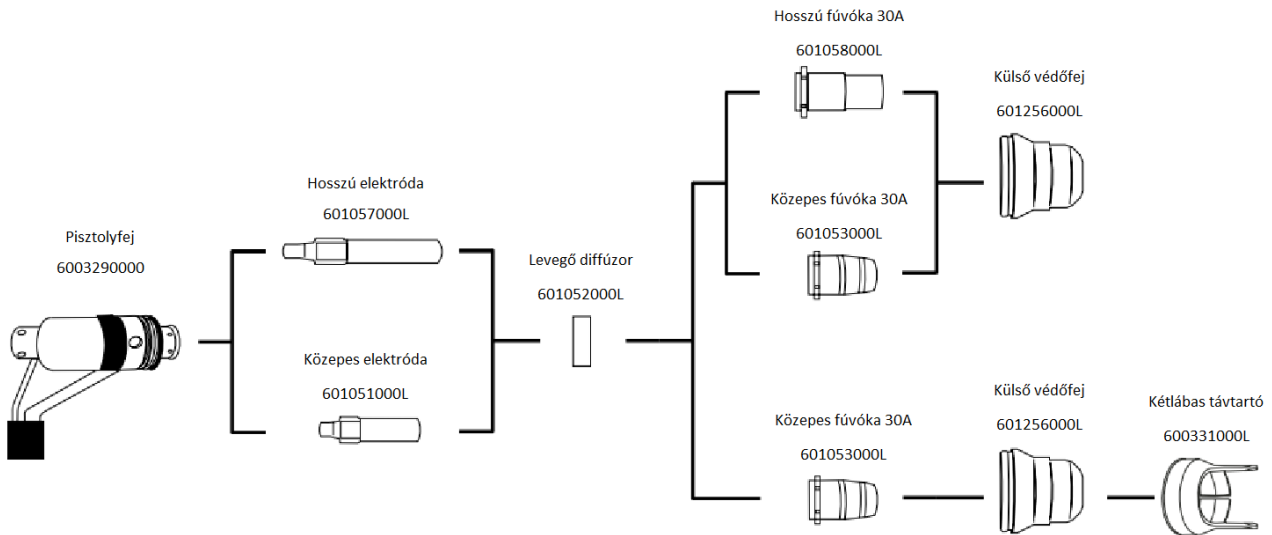 Pisztolyfej
6003290000
Hosszú elektróda
601057000L
Közepes elektróda
601051000L
Levegő diffúzor
601052000L
Hosszú fúvóka 30A
601058000L
Közepes fúvóka 30A
601053000L
Külső védőfej
601256000L
Közepes fúvóka 30A
601053000L
Külső védőfej
601256000L
Kétlábas távtartó
600331000L